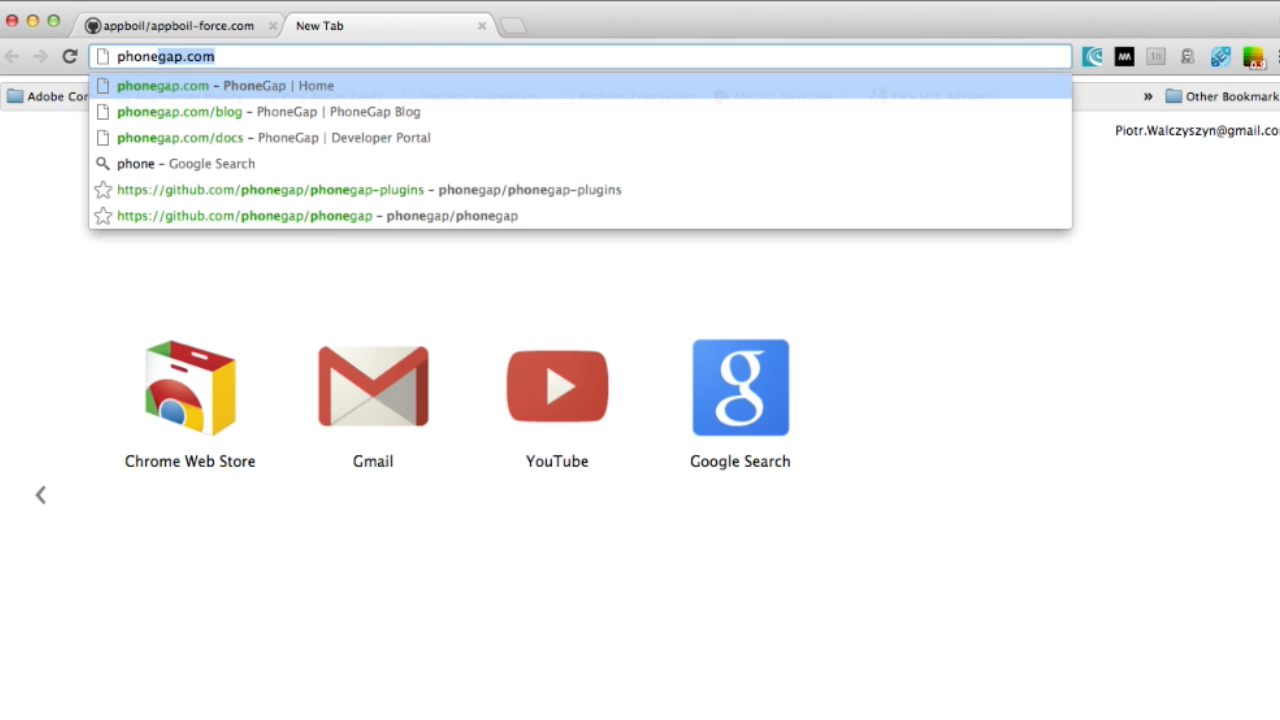 appboil/appboil-force.com
New Tab
phonegap.com
phonegap.com – PhoneGap | Home
phonegap.com/blog – PhoneGap | PhoneGap Blog
phonegap.com/docs – PhoneGap | Developer Portal
phone – Google Search
https://github.com/phonegap/phonegap-plugins – phonegap/phonegap-plugins
https://github.com/phonegap/phonegap – phonegap/phonegap
Adobe Cor
» Other Bookmark
Piotr.Walczyszyn@gmail.co
Chrome Web Store
Gmail
YouTube
Google Search